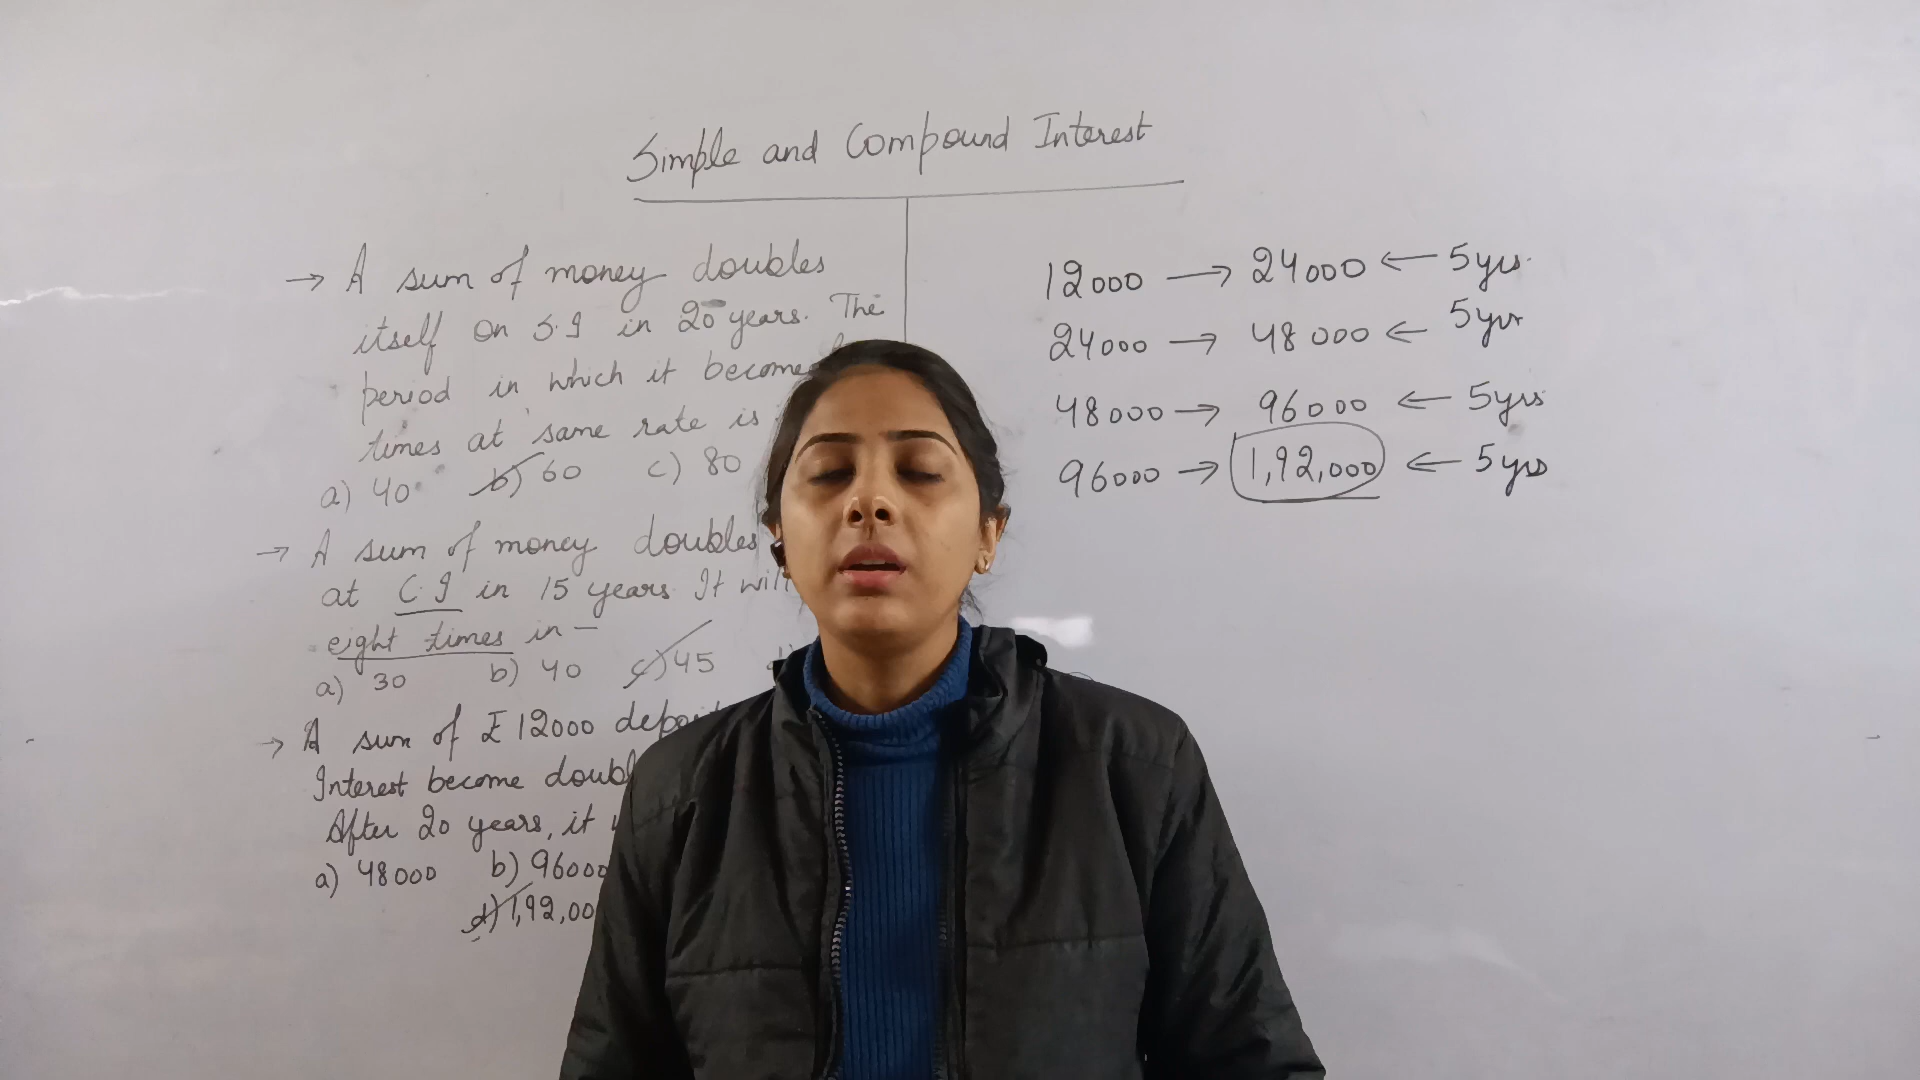 Simple and Compound Interest
→ A sum of money doubles
itself on S.I in 20 years. The
period in which it become
times at same rate is
a) 40 b) 60 c) 80
→ A sum of money doubles
at C.I in 15 years It will
eight times in —
a) 30 b) 40 c) 45
→ A sum of ₹ 12000
Interest become
After 20 years, it
a) 48000 b) 96000
d) 1,92,00
12000 → 24000 ← 5yrs.
24000 → 48000 ← 5yr
48000 → 96000 ← 5yrs
96000 → 1,92,000 ← 5yrs